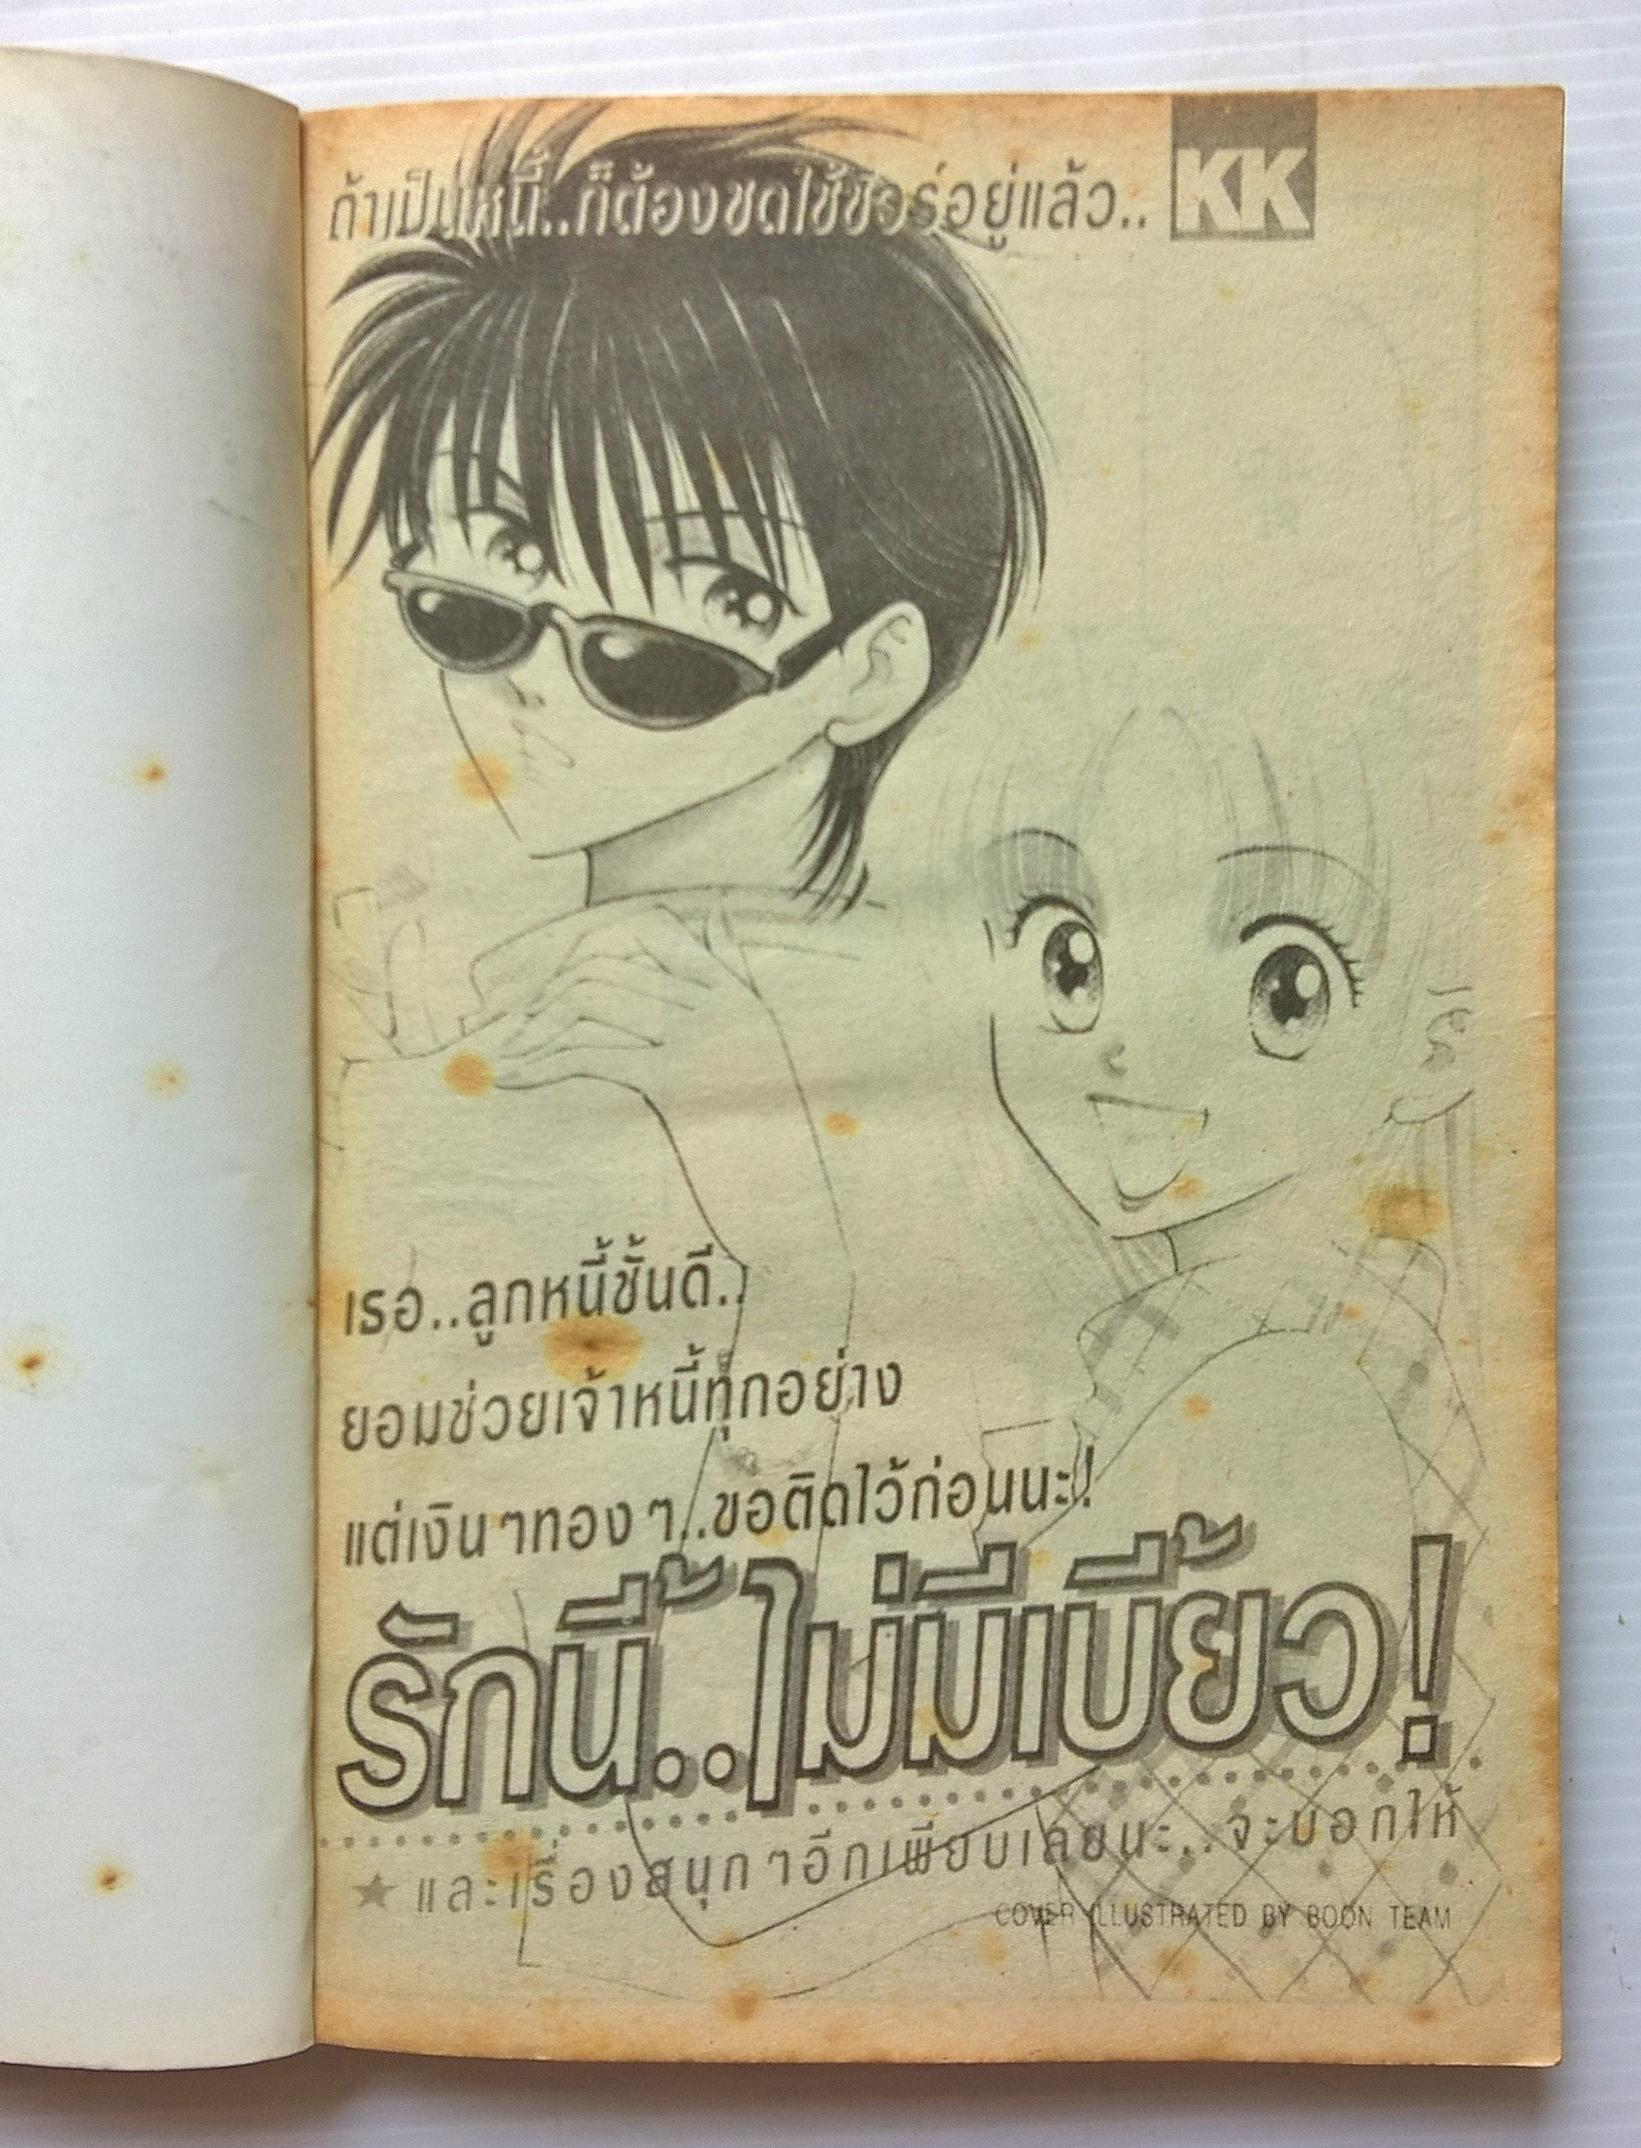 ถ้าเป็นหนี้..ก็ต้องชดใช้ชัวร์อยู่แล้ว..
KK
เธอ..ลูกหนี้ชั้นดี..
ยอมช่วยเจ้าหนี้ทุกอย่าง
แต่เงินๆทองๆ..ขอติดไว้ก่อนนะ!
รักนี้..ไม่มีเบี้ยว!
★และเรื่องสนุกๆอีกเพียบเลยนะ..จะบอกให้
COVER ILLUSTRATED BY BOON TEAM